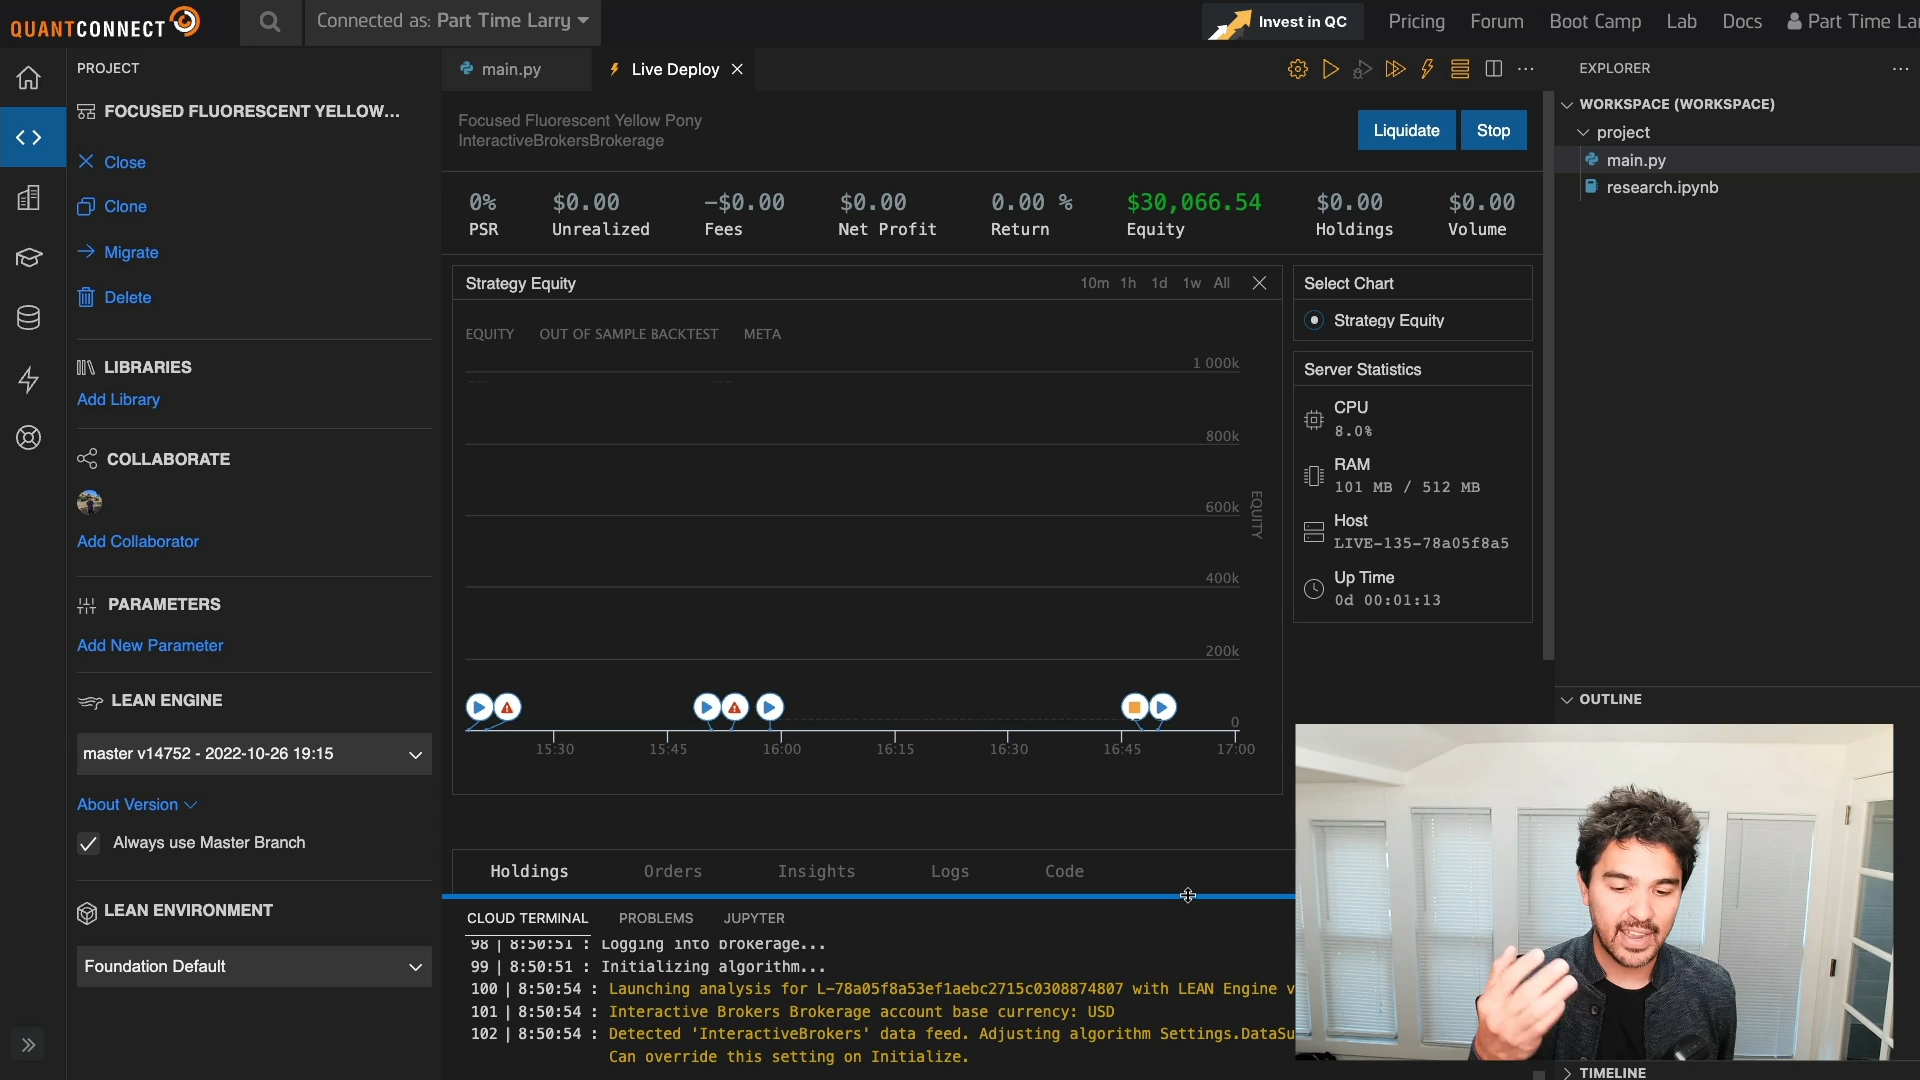 QUANTCONNECT
Connected as: Part Time Larry
Invest in QC
Pricing
Forum
Boot Camp
Lab
Docs
Part Time Lar
PROJECT
FOCUSED FLUORESCENT YELLOW...
Close
Clone
Migrate
Delete
LIBRARIES
Add Library
COLLABORATE
Add Collaborator
PARAMETERS
Add New Parameter
LEAN ENGINE
master v14752 - 2022-10-26 19:15
About Version
Always use Master Branch
LEAN ENVIRONMENT
Foundation Default
main.py
Live Deploy
Focused Fluorescent Yellow Pony
InteractiveBrokersBrokerage
Liquidate
Stop
0% $0.00 -$0.00 $0.00 0.00 % $30,066.54 $0.00 $0.00
PSR Unrealized Fees Net Profit Return Equity Holdings Volume
Strategy Equity
10m 1h 1d 1w All
EQUITY OUT OF SAMPLE BACKTEST META
1 000k
800k
600k
400k
200k
0
EQUITY
15:30 15:45 16:00 16:15 16:30 16:45 17:00
Select Chart
Strategy Equity
Server Statistics
CPU
8.0%
RAM
101 MB / 512 MB
Host
LIVE-135-78a05f8a5
Up Time
0d 00:01:13
Holdings Orders Insights Logs Code
CLOUD TERMINAL PROBLEMS JUPYTER
98 | 8:50:51 : Logging into brokerage...
99 | 8:50:51 : Initializing algorithm...
100 | 8:50:54 : Launching analysis for L-78a05f8a53ef1aebc2715c0308874807 with LEAN Engine v
101 | 8:50:54 : Interactive Brokers Brokerage account base currency: USD
102 | 8:50:54 : Detected 'InteractiveBrokers' data feed. Adjusting algorithm Settings.DataSu
Can override this setting on Initialize.
EXPLORER
WORKSPACE (WORKSPACE)
project
main.py
research.ipynb
OUTLINE
TIMELINE